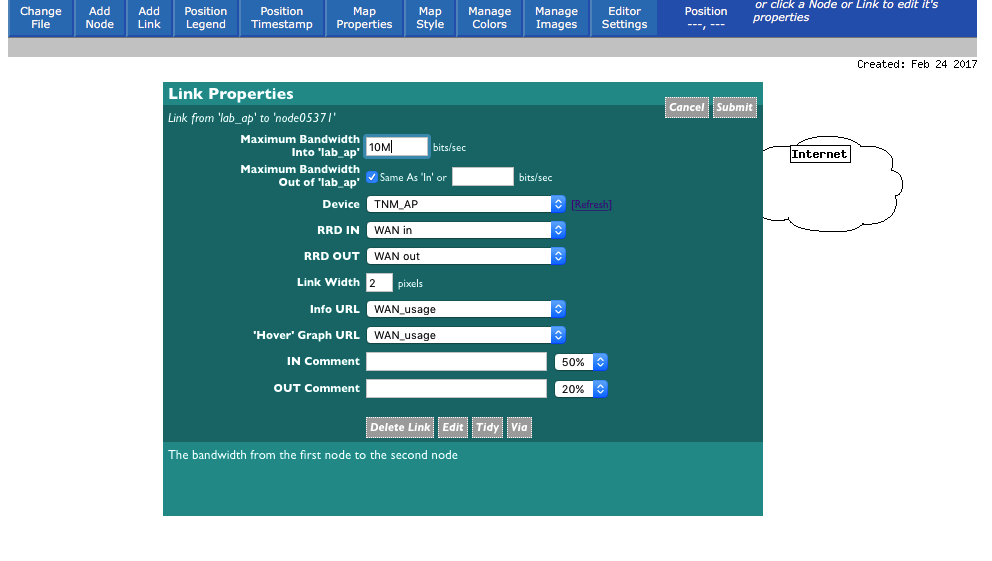 Change Add Add Position Position Map Map Manage Manage Editor Position or click a Node or Link to edit it's
File Node Link Legend Timestamp Properties Style Colors Images Settings ---, --- properties
Created: Feb 24 2017
Link Properties
Cancel Submit
Link from 'lab_ap' to 'node05371'
Maximum Bandwidth
Into 'lab_ap' 10M bits/sec
Internet
Maximum Bandwidth
Out of 'lab_ap' Same As 'In' or bits/sec
Device TNM_AP [Refresh]
RRD IN WAN in
RRD OUT WAN out
Link Width 2 pixels
Info URL WAN_usage
'Hover' Graph URL WAN_usage
IN Comment 50%
OUT Comment 20%
Delete Link Edit Tidy Via
The bandwidth from the first node to the second node